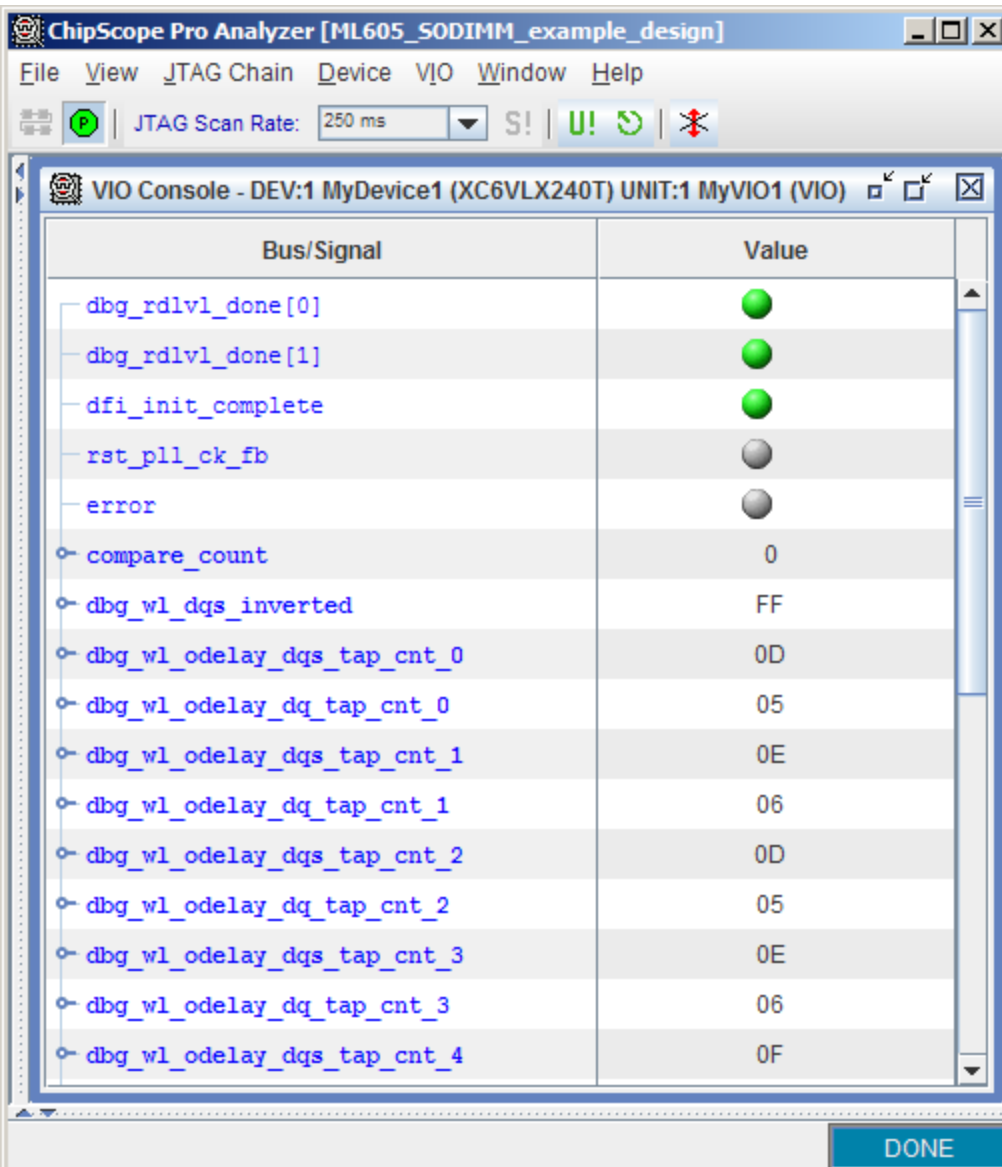 ChipScope Pro Analyzer [ML605_SODIMM_example_design]
File View JTAG Chain Device VIO Window Help
P JTAG Scan Rate: 250 ms S! U!
VIO Console - DEV:1 MyDevice1 (XC6VLX240T) UNIT:1 MyVIO1 (VIO)
Bus/Signal Value
dbg_rdlvl_done[0]
dbg_rdlvl_done[1]
dfi_init_complete
rst_pll_ck_fb
error
compare_count 0
dbg_wl_dqs_inverted FF
dbg_wl_odelay_dqs_tap_cnt_0 0D
dbg_wl_odelay_dq_tap_cnt_0 05
dbg_wl_odelay_dqs_tap_cnt_1 0E
dbg_wl_odelay_dq_tap_cnt_1 06
dbg_wl_odelay_dqs_tap_cnt_2 0D
dbg_wl_odelay_dq_tap_cnt_2 05
dbg_wl_odelay_dqs_tap_cnt_3 0E
dbg_wl_odelay_dq_tap_cnt_3 06
dbg_wl_odelay_dqs_tap_cnt_4 0F
DONE